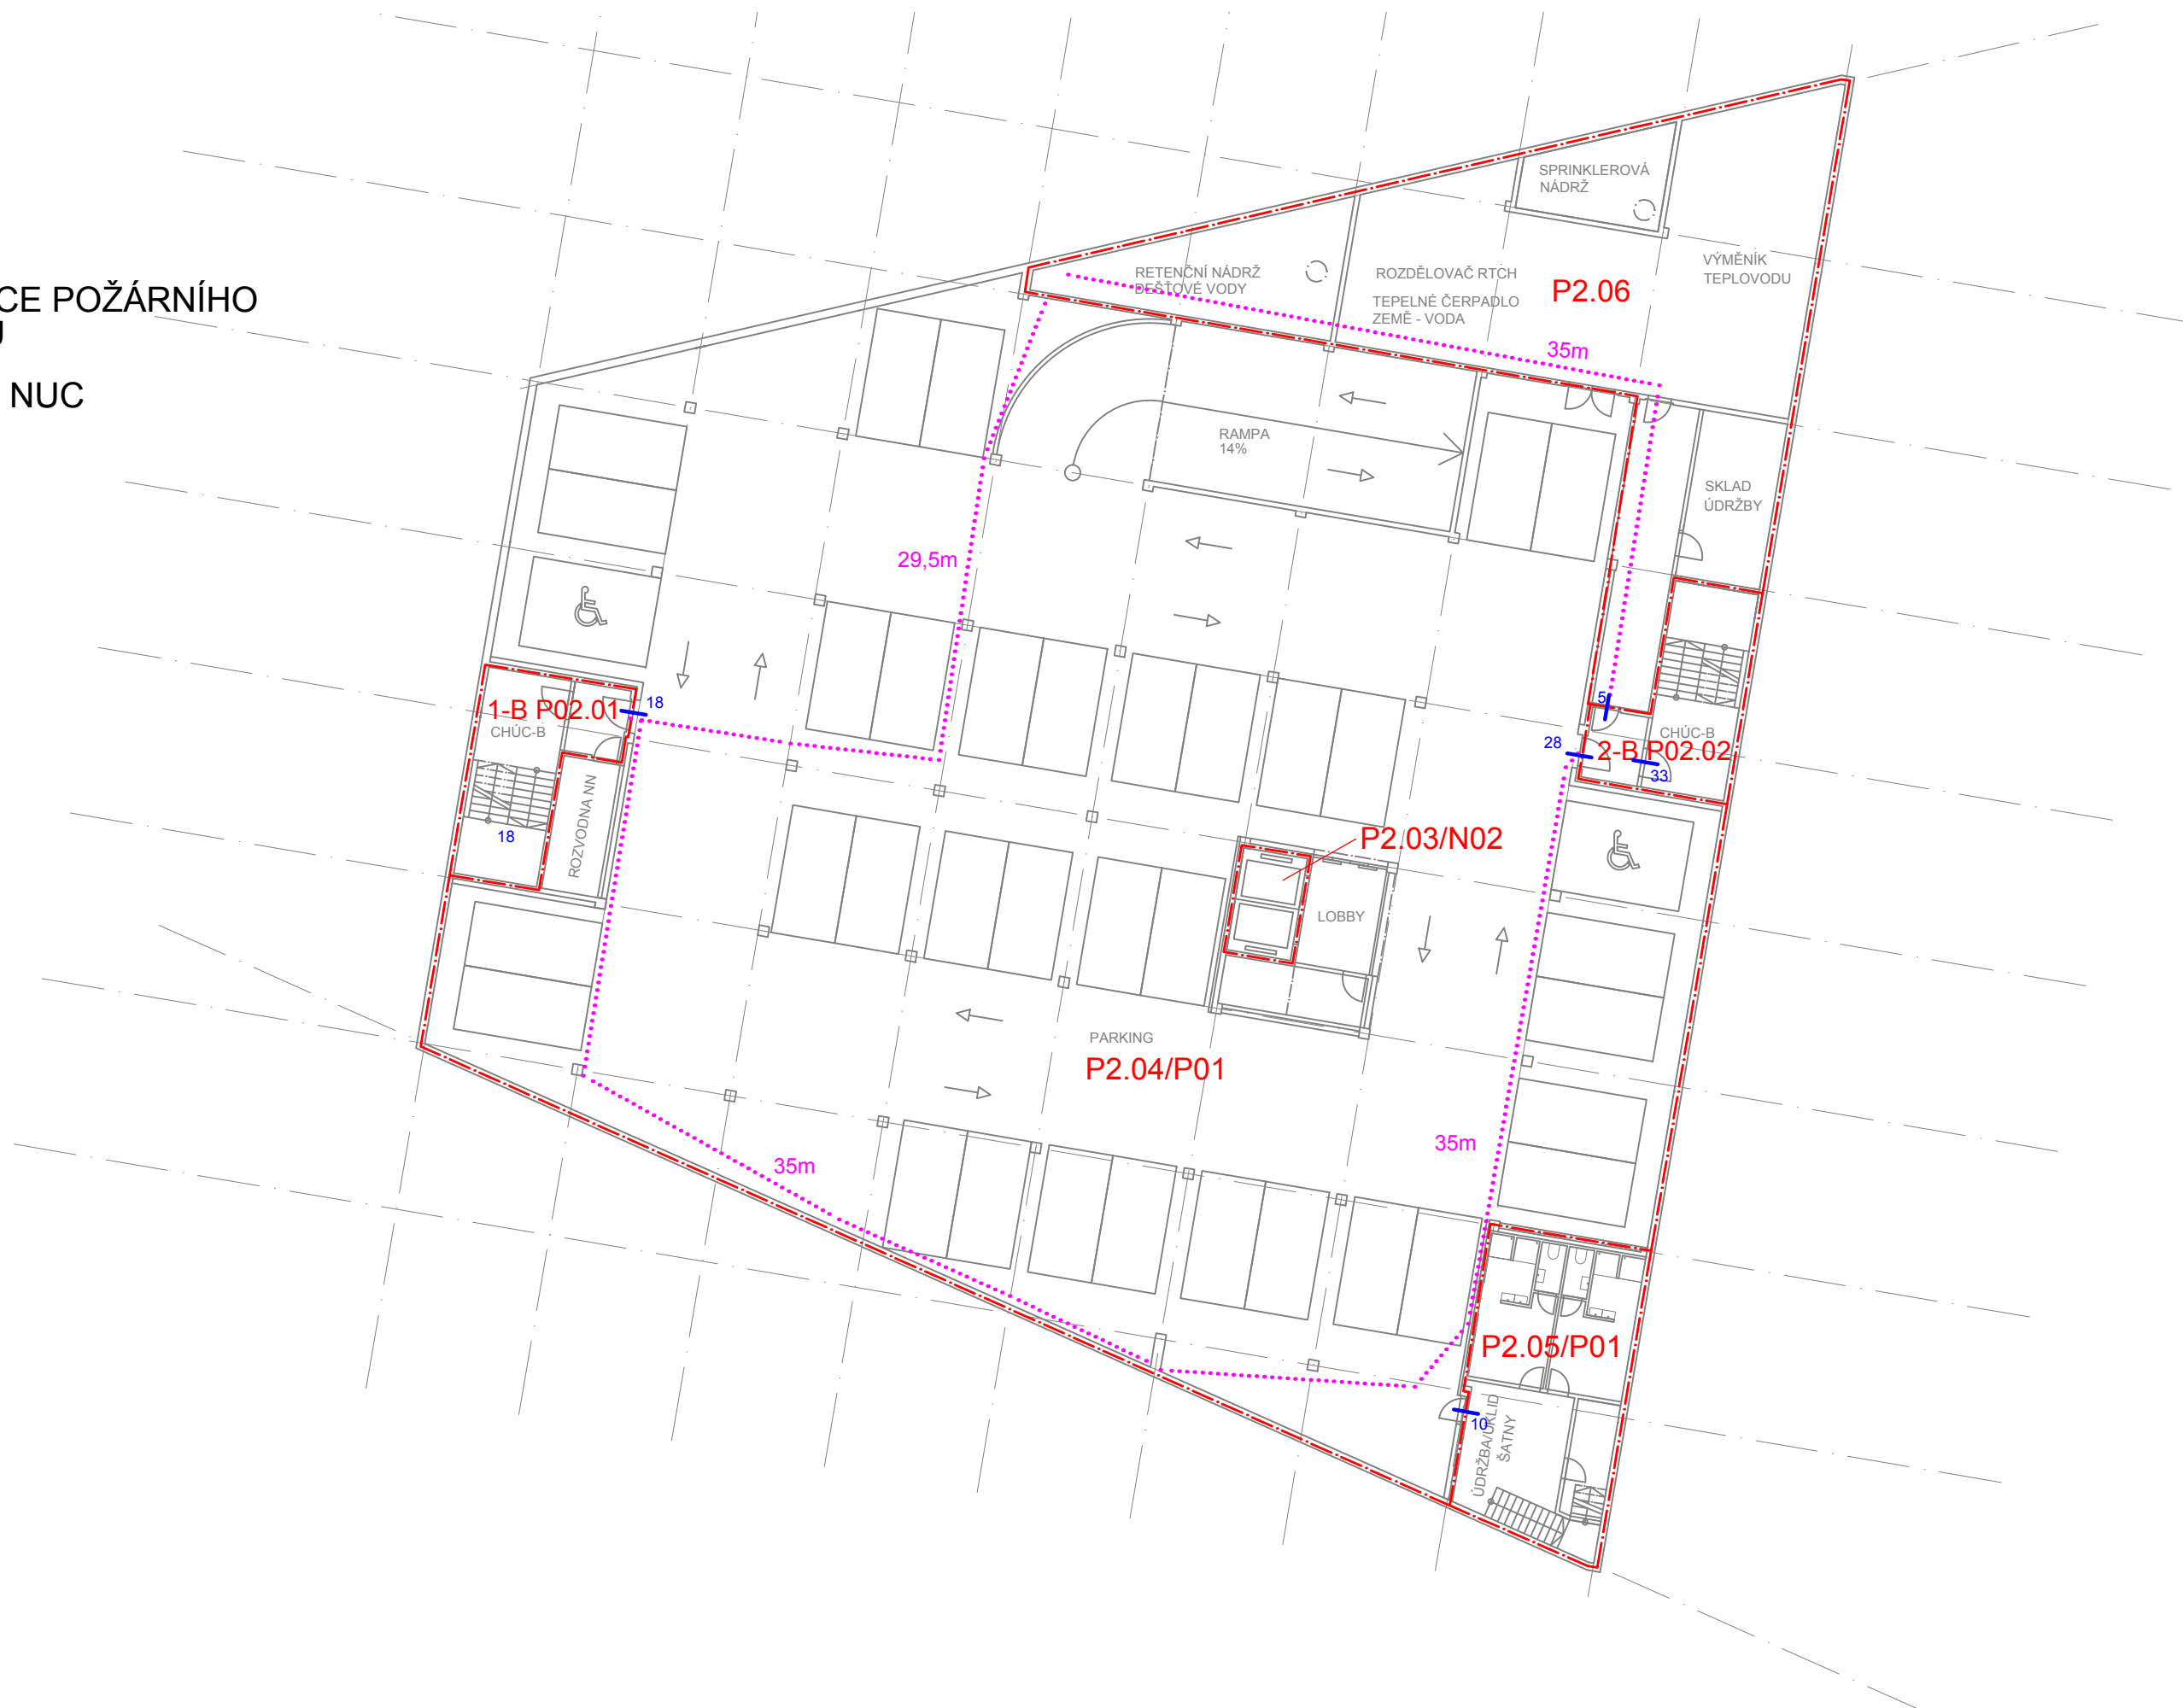 CE POŽÁRNÍHO
NUC
SPRINKLEROVÁ
NÁDRŽ
VÝMĚNÍK
TEPLOVODU
RETENČNÍ NÁDRŽ
DEŠŤOVÉ VODY
ROZDĚLOVAČ RTCH
TEPELNÉ ČERPADLO
ZEMĚ - VODA
P2.06
35m
RAMPA
14%
SKLAD
ÚDRŽBY
29,5m
1-B P02.01
18
CHÚC-B
ROZVODNA NN
18
5
28
CHÚC-B
2-B P02.02
33
P2.03/N02
LOBBY
PARKING
P2.04/P01
35m
35m
P2.05/P01
10
ÚDRŽBA/ÚKLID
ŠATNY